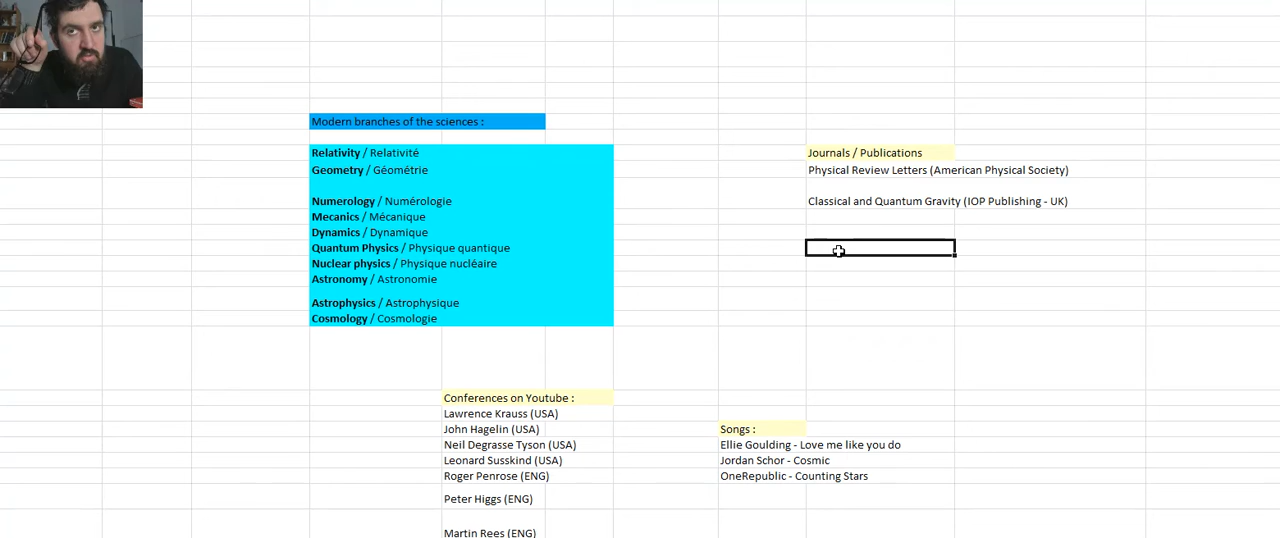 Modern branches of the sciences :
Relativity / Relativité
Geometry / Géométrie
Numerology / Numérologie
Mecanics / Mécanique
Dynamics / Dynamique
Quantum Physics / Physique quantique
Nuclear physics / Physique nucléaire
Astronomy / Astronomie
Astrophysics / Astrophysique
Cosmology / Cosmologie
Journals / Publications
Physical Review Letters (American Physical Society)
Classical and Quantum Gravity (IOP Publishing - UK)
Conferences on Youtube :
Lawrence Krauss (USA)
John Hagelin (USA)
Neil Degrasse Tyson (USA)
Leonard Susskind (USA)
Roger Penrose (ENG)
Peter Higgs (ENG)
Martin Rees (ENG)
Songs :
Ellie Goulding - Love me like you do
Jordan Schor - Cosmic
OneRepublic - Counting Stars